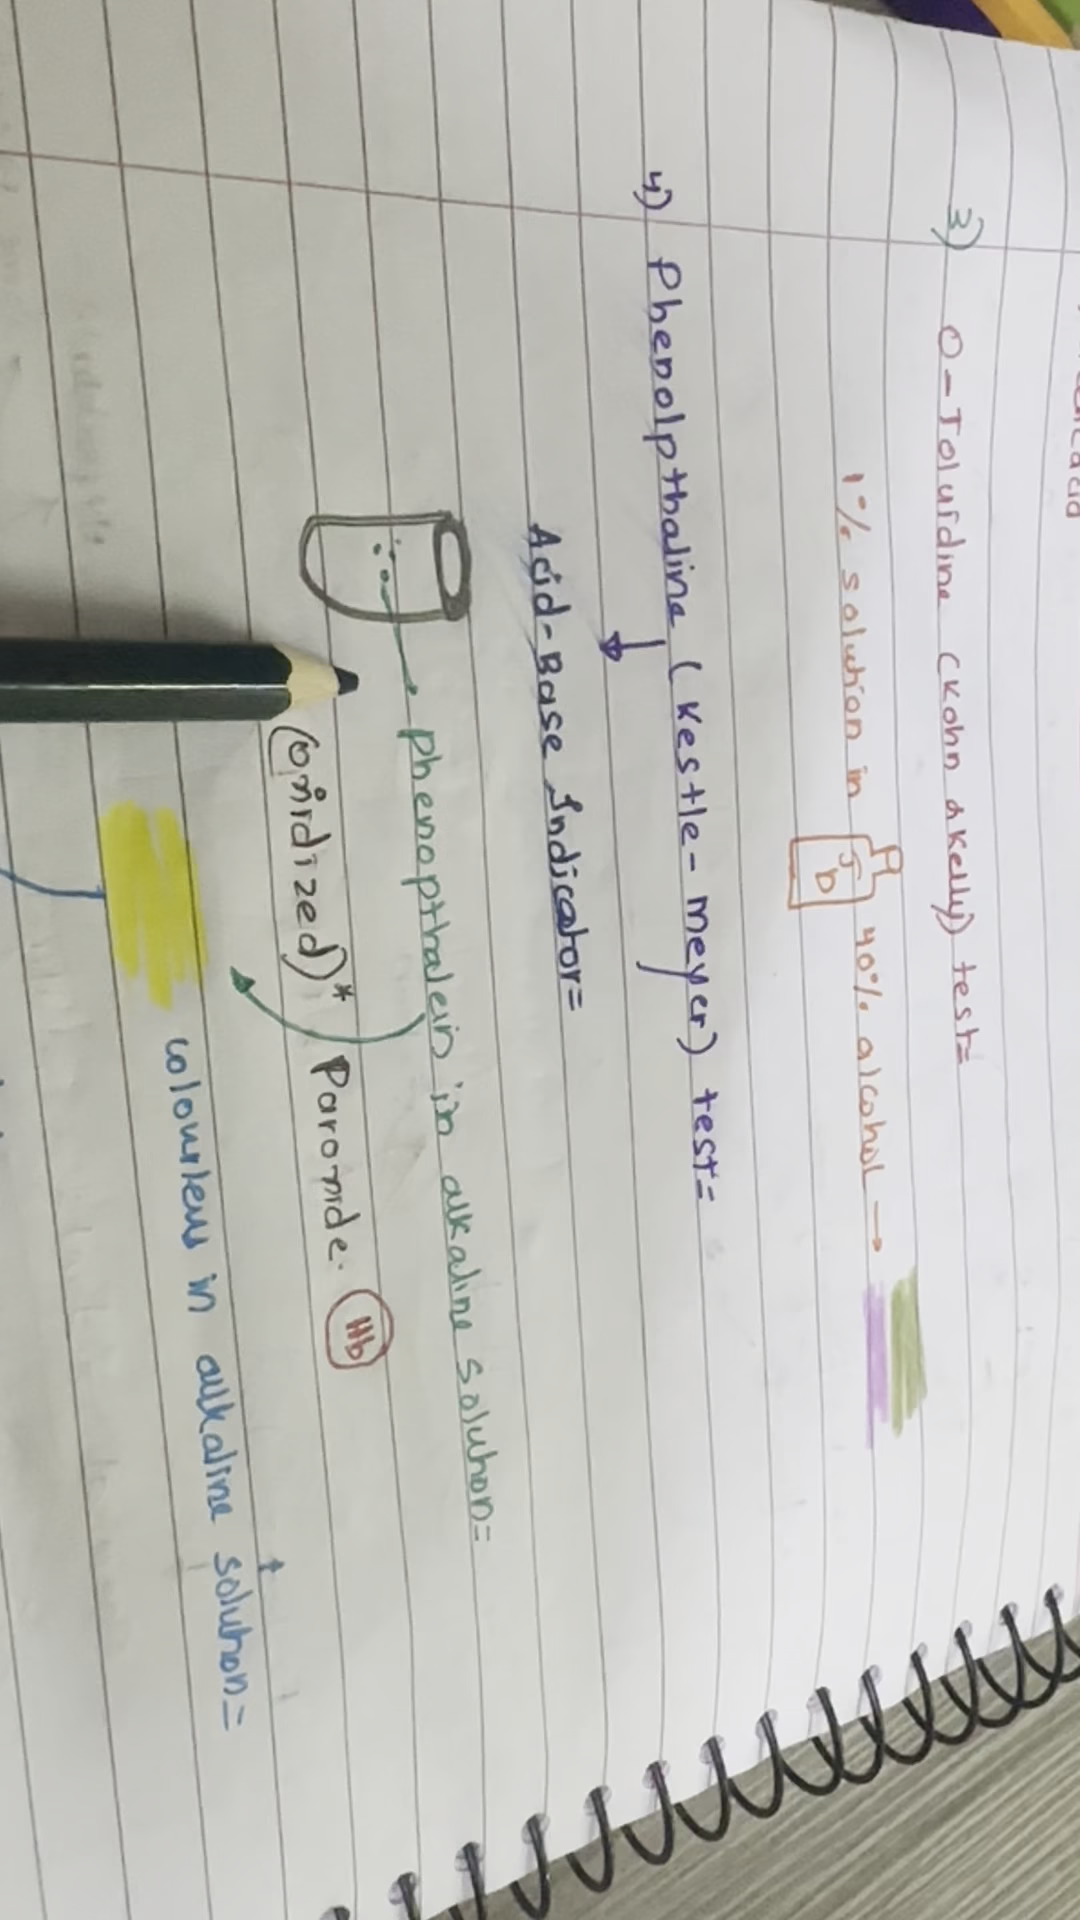 3) O-Toluidine (Kohn & Kelly) test=
1% solution in 40% alcohol →
4) Phenolpthaline (Kestle-meyer) test=
Acid-Base Indicator=
phenopthalein in alkaline solution=
(oxidized)* Paroxide. Hb
colourless in alkaline solution=